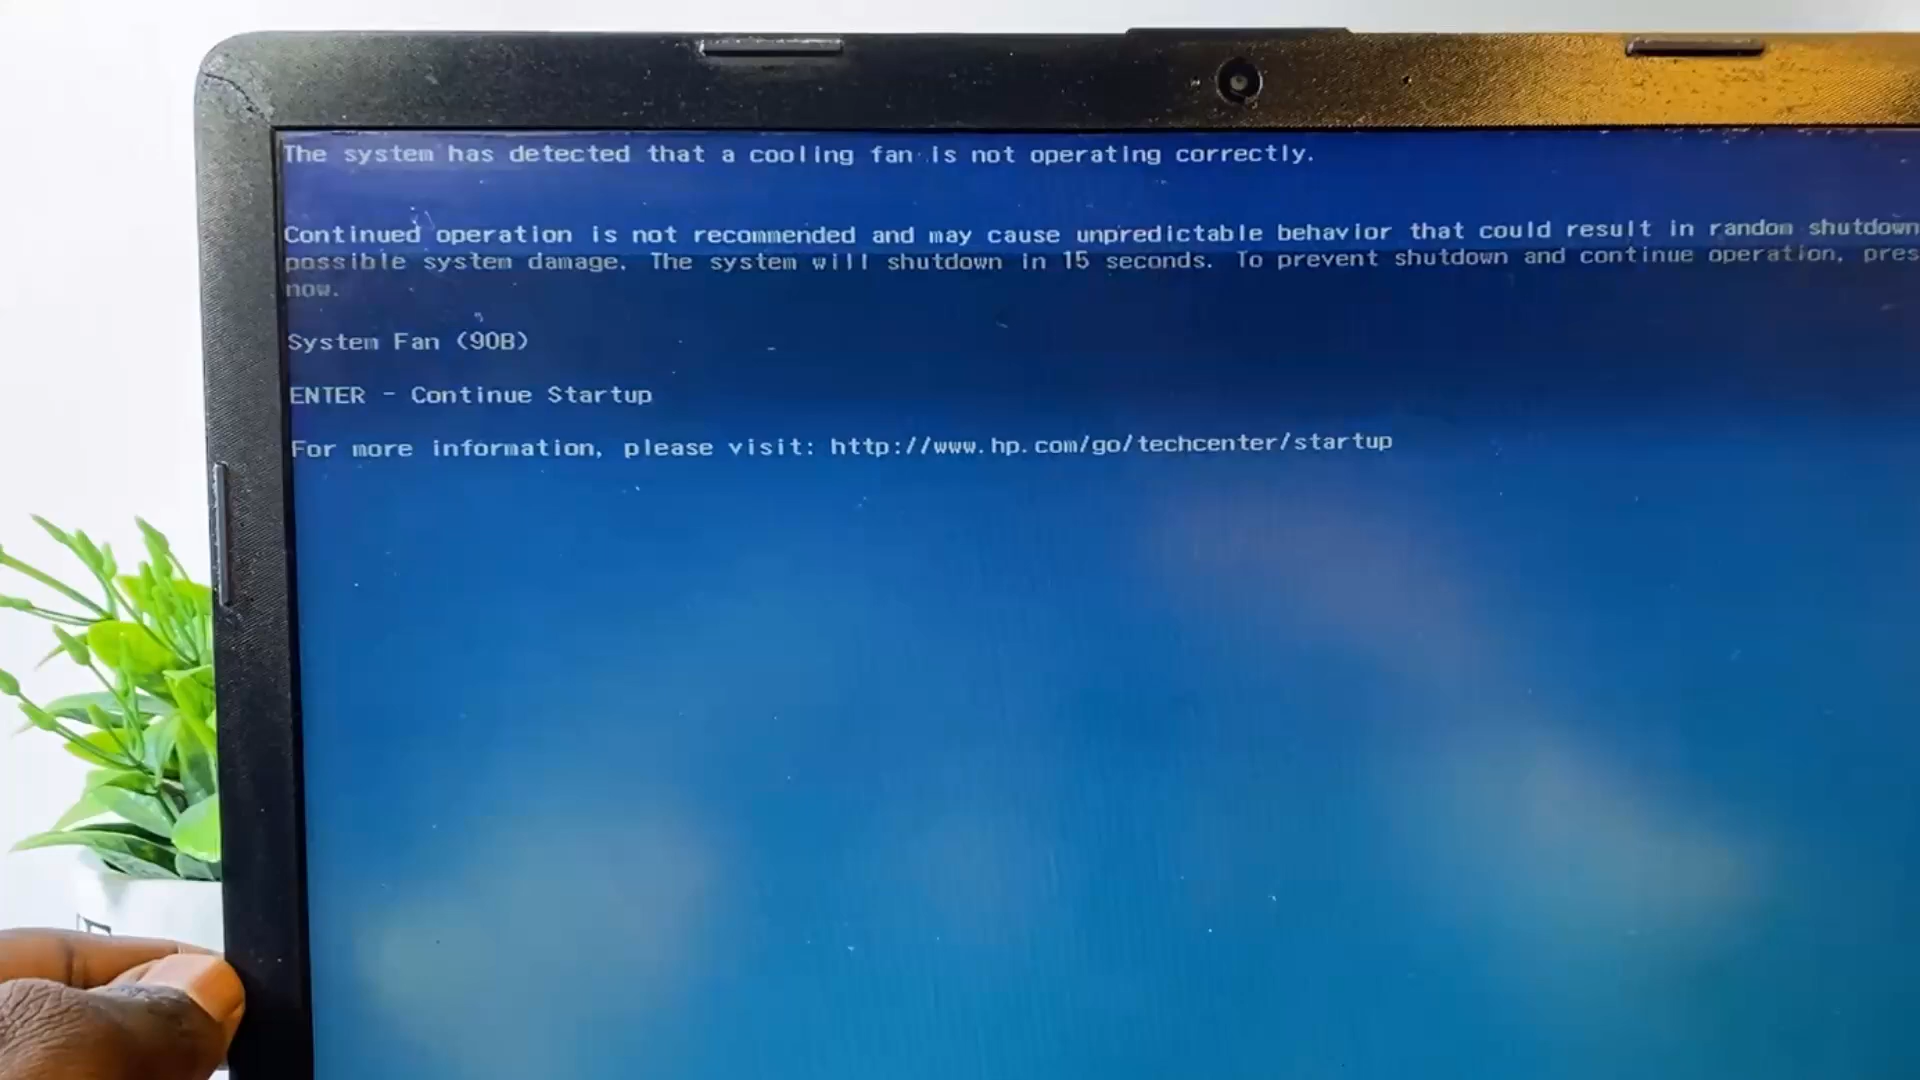 The system has detected that a cooling fan is not operating correctly.
Continued operation is not recommended and may cause unpredictable behavior that could result in random shutdown
possible system damage. The system will shutdown in 15 seconds. To prevent shutdown and continue operation, pres
now.
System Fan (90B)
ENTER - Continue Startup
For more information, please visit: http://www.hp.com/go/techcenter/startup